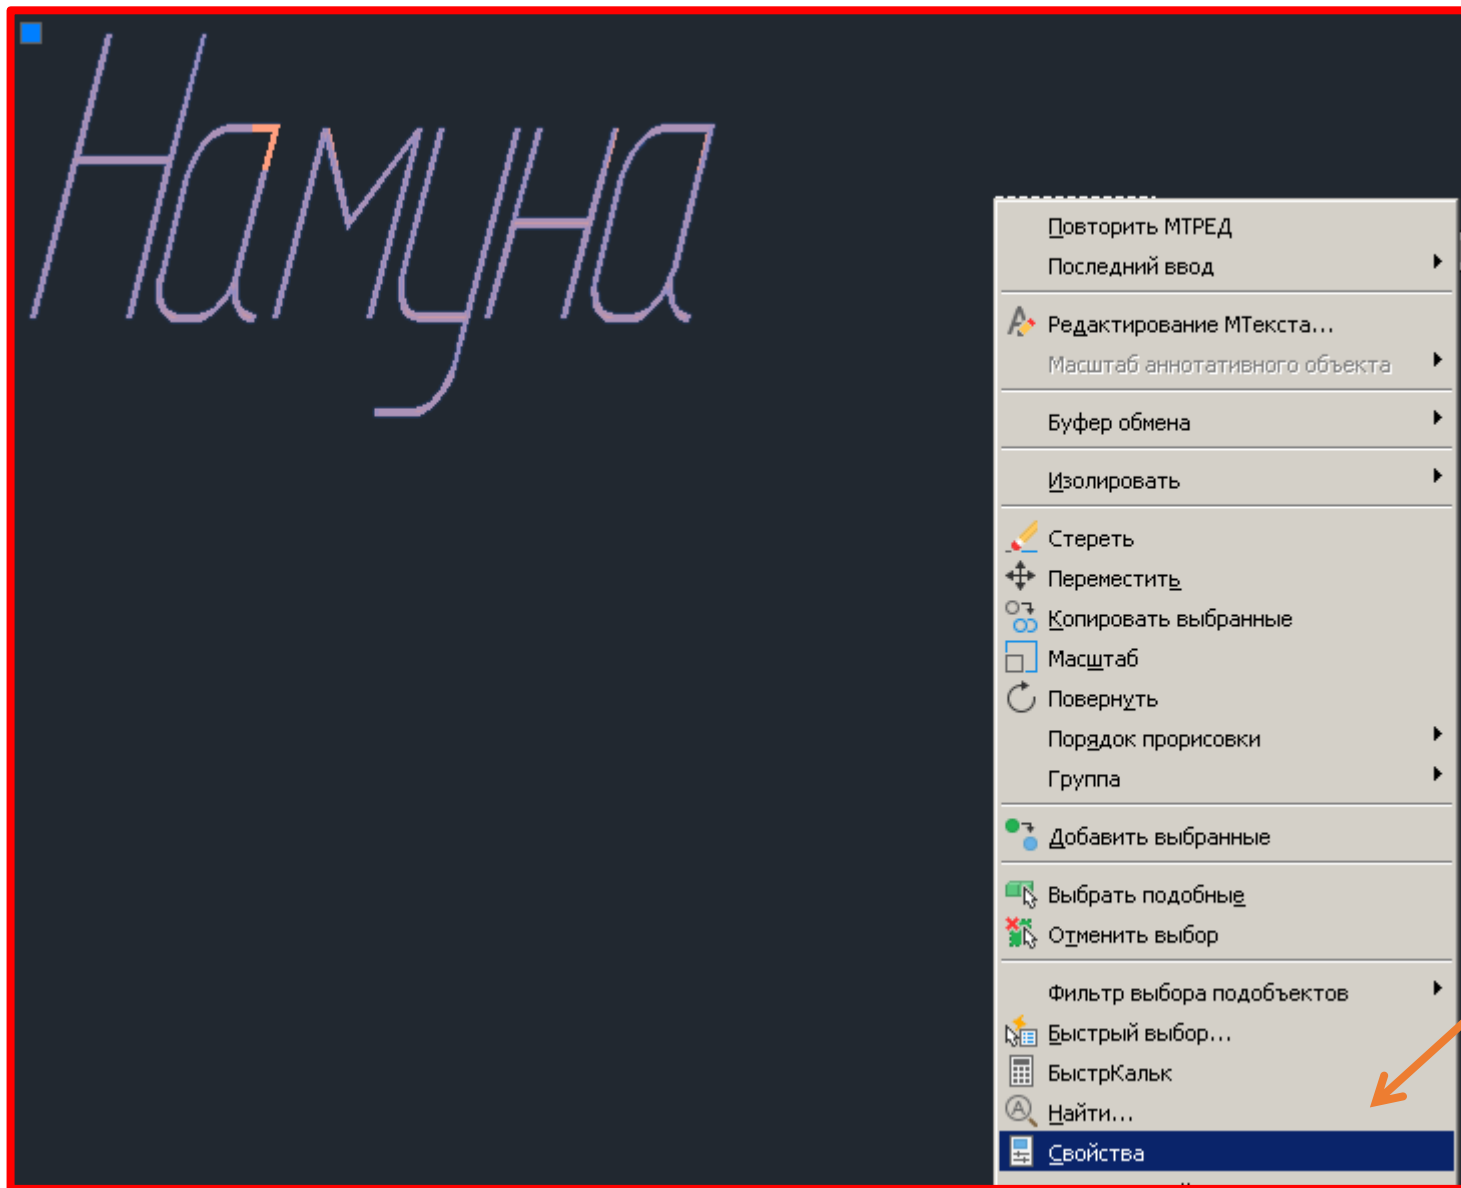 Намуна
Повторить МТРЕД
Последний ввод
Редактирование МТекста...
Масштаб аннотативного объекта
Буфер обмена
Изолировать
Стереть
Переместить
Копировать выбранные
Масштаб
Повернуть
Порядок прорисовки
Группа
Добавить выбранные
Выбрать подобные
Отменить выбор
Фильтр выбора подобъектов
Быстрый выбор...
БыстрКальк
Найти...
Свойства